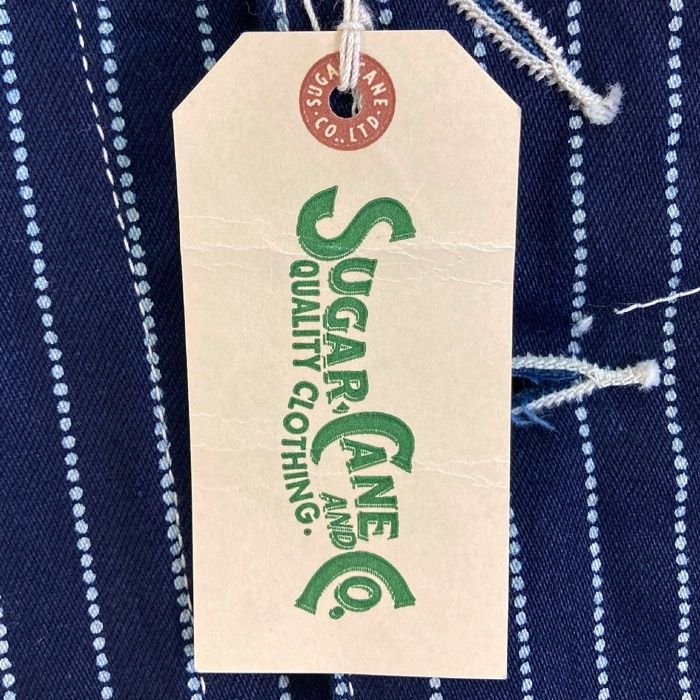 SUGAR CANE
·CO.,LTD.·
SUGAR·CANE AND CO.
QUALITY CLOTHING.